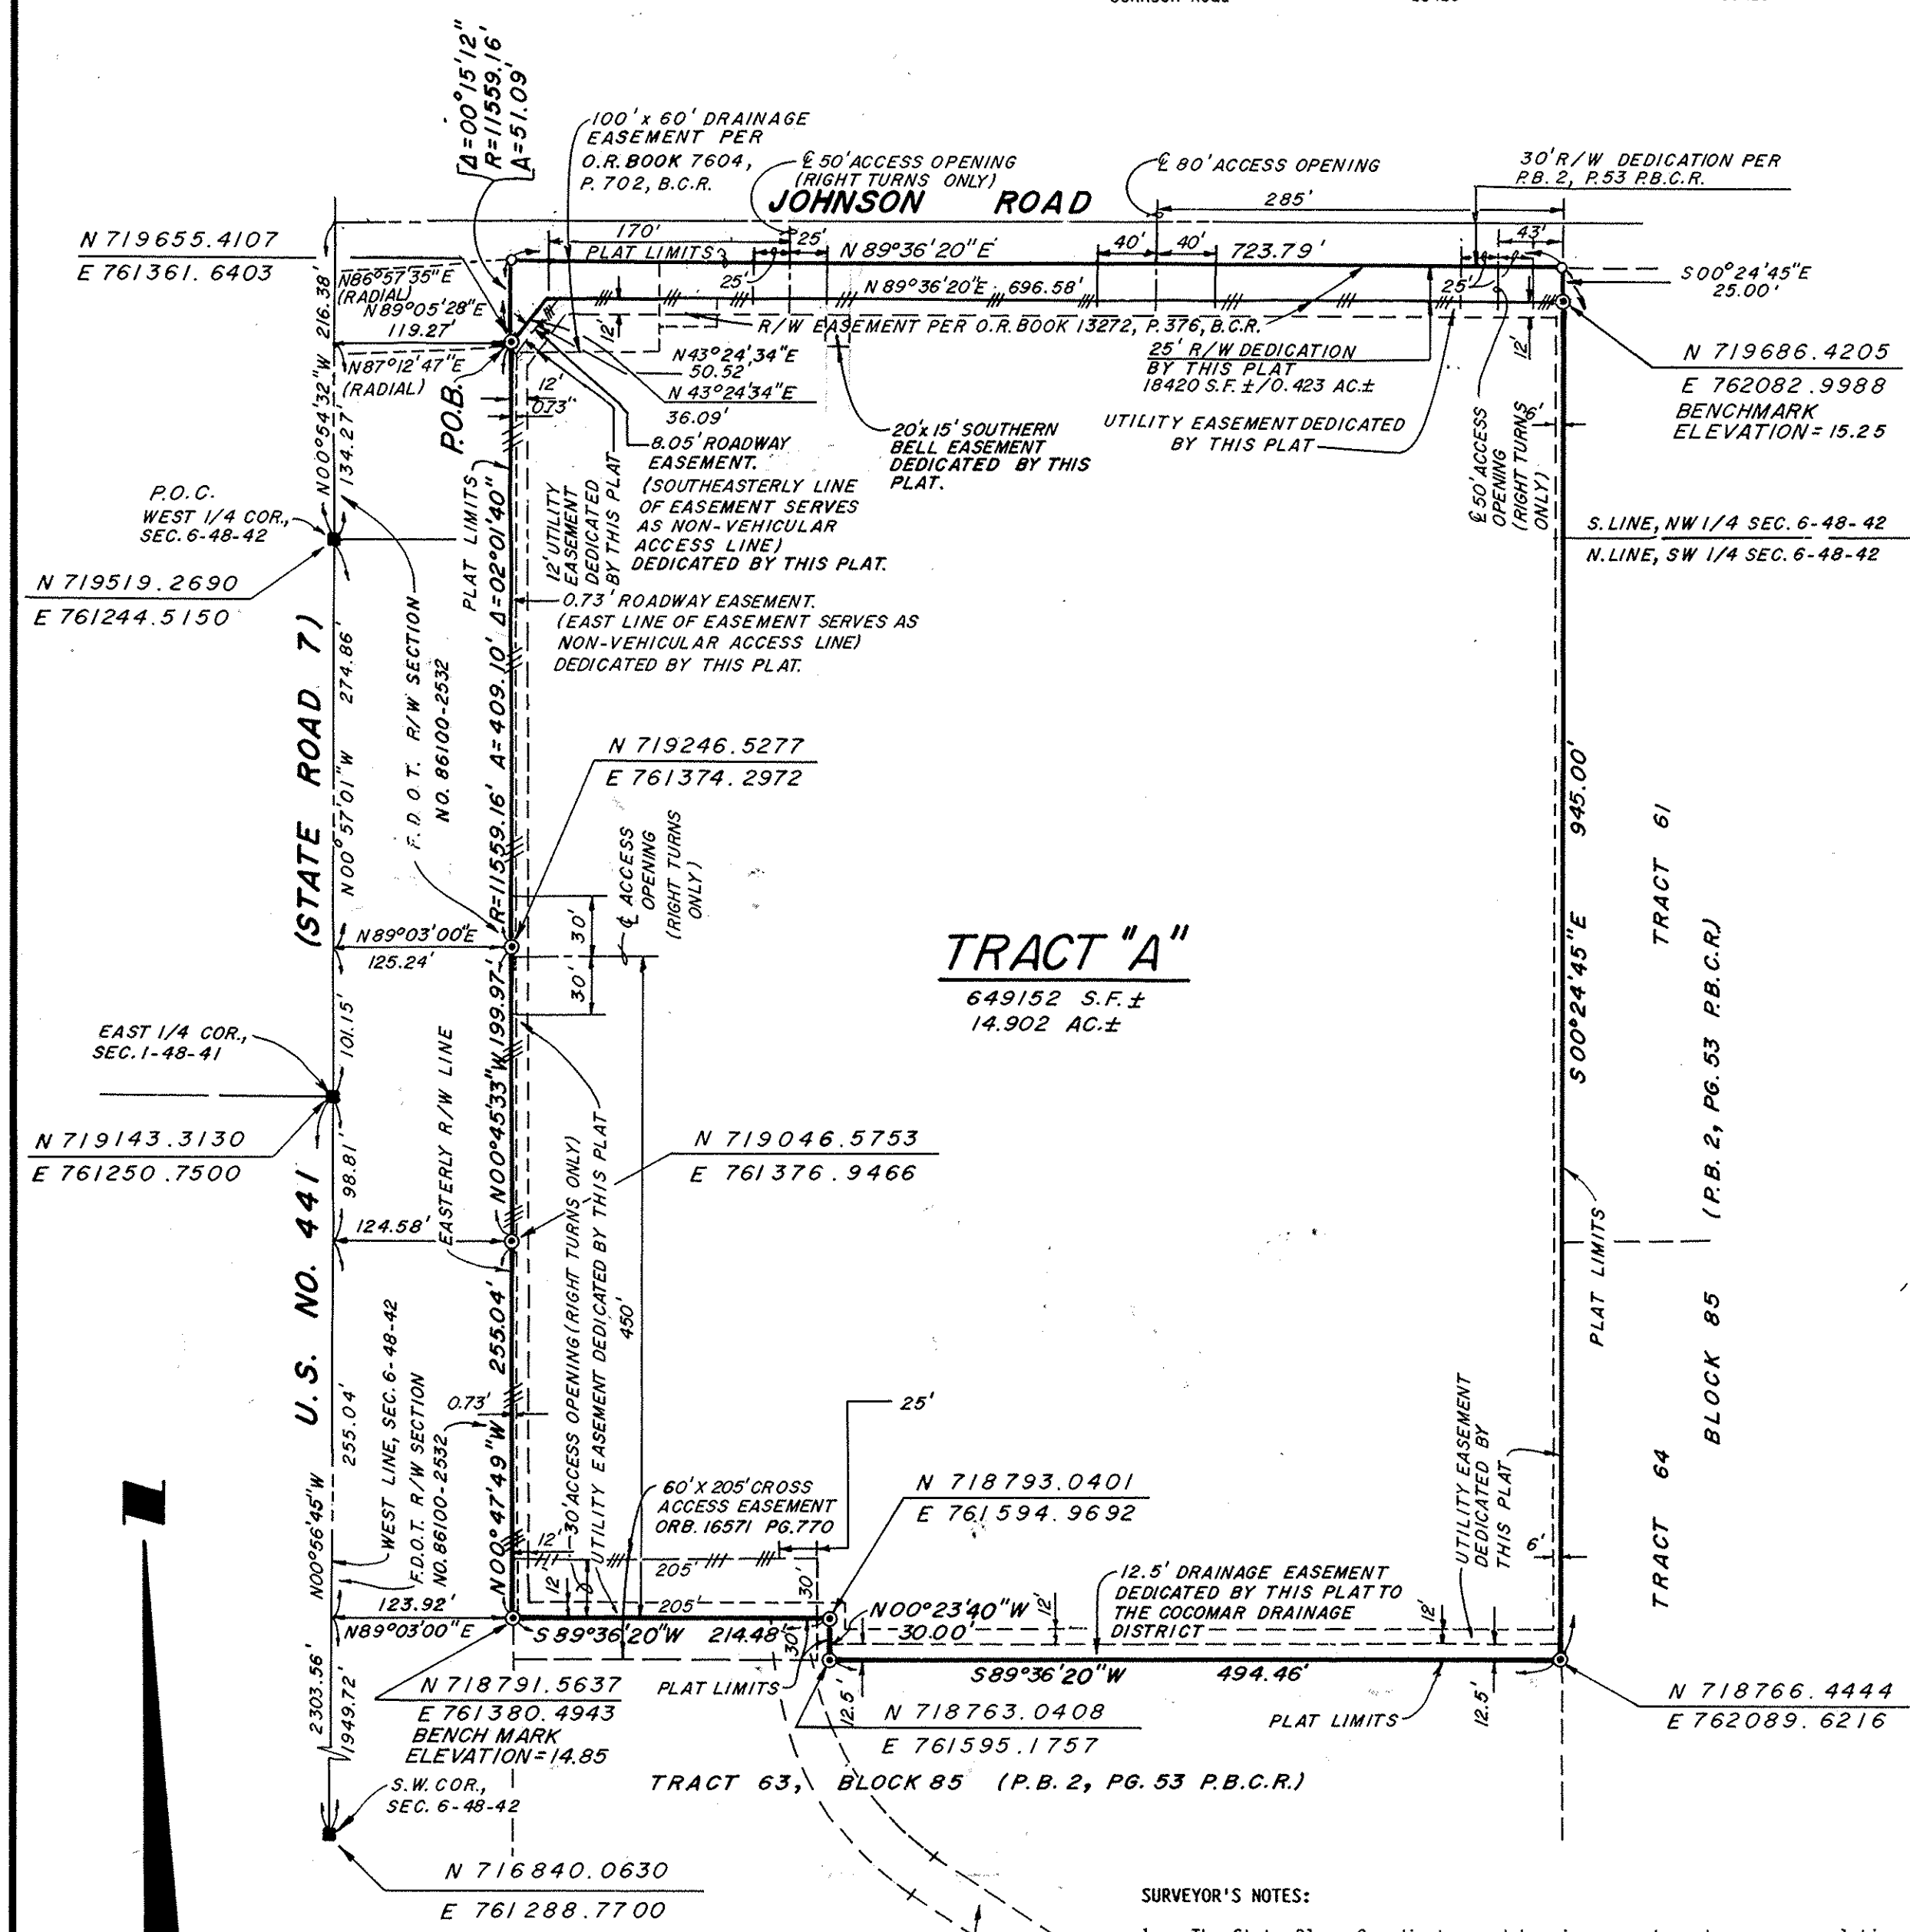 Δ=00°15'12"
R=11559.16'
A=51.09'
100' x 60' DRAINAGE
EASEMENT PER
O.R. BOOK 7604,
P. 702, B.C.R.
℄ 50' ACCESS OPENING
(RIGHT TURNS ONLY)
℄ 80' ACCESS OPENING
30' R/W DEDICATION PER
P.B. 2, P. 53 P.B.C.R.
JOHNSON ROAD
285'
N 719655.4107
E 761361.6403
170'
25'
PLAT LIMITS
N 89°36'20"E
40'
40'
723.79'
43'
25'
25'
S00°24'45"E
25.00'
N86°57'35"E
(RADIAL)
N89°05'28"E
119.27'
N87°12'47"E
(RADIAL)
N 89°36'20"E 696.58'
12'
R/W EASEMENT PER O.R. BOOK 13272, P. 376, B.C.R.
12'
216.38'
N00°54'32"W
134.27'
P.O.B.
N43°24'34"E
50.52'
N 43°24'34"E
36.09'
12'
0.73'
25' R/W DEDICATION
BY THIS PLAT
18420 S.F. ±/0.423 AC.±
N 719686.4205
E 762082.9988
BENCHMARK
ELEVATION = 15.25
8.05' ROADWAY
EASEMENT.
(SOUTHEASTERLY LINE
OF EASEMENT SERVES
AS NON-VEHICULAR
ACCESS LINE)
DEDICATED BY THIS PLAT.
20'x 15' SOUTHERN
BELL EASEMENT
DEDICATED BY THIS
PLAT.
UTILITY EASEMENT DEDICATED
BY THIS PLAT
℄ 50' ACCESS
OPENING
(RIGHT TURNS
ONLY)
6'
P.O.C.
WEST 1/4 COR.,
SEC. 6-48-42
N 719519.2690
E 761244.5150
12' UTILITY
EASEMENT
DEDICATED
BY THIS PLAT
S. LINE, NW 1/4 SEC. 6-48-42
N. LINE, SW 1/4 SEC. 6-48-42
PLAT LIMITS
0.73' ROADWAY EASEMENT.
(EAST LINE OF EASEMENT SERVES AS
NON-VEHICULAR ACCESS LINE)
DEDICATED BY THIS PLAT.
F.D.O.T. R/W SECTION
NO. 86100-2532
R=11559.16' A=409.10' Δ=02°01'40"
274.86'
N00°57'01"W
N 719246.5277
E 761374.2972
945.00'
S00°24'45"E
TRACT 61
℄ ACCESS
OPENING
(RIGHT TURNS
ONLY)
30'
30'
N89°03'00"E
125.24'
TRACT "A"
649152 S.F.±
14.902 AC.±
U.S. NO. 441 (STATE ROAD 7)
EAST 1/4 COR.,
SEC. 1-48-41
101.15'
N 719143.3130
E 761250.7500
98.81'
EASTERLY R/W LINE
N00°45'33"W 199.97'
N 719046.5753
E 761376.9466
124.58'
30' ACCESS OPENING (RIGHT TURNS ONLY)
UTILITY EASEMENT DEDICATED BY THIS PLAT
450'
PLAT LIMITS
BLOCK 85 (P.B. 2, PG. 53 P.B.C.R.)
TRACT 64
255.04'
N00°56'45"W
WEST LINE, SEC. 6-48-42
F.D.O.T. R/W SECTION
NO. 86100-2532
0.73'
N00°47'49"W 255.04'
25'
60' X 205' CROSS
ACCESS EASEMENT
ORB. 16571 PG. 770
N 718793.0401
E 761594.9692
UTILITY EASEMENT
DEDICATED BY
THIS PLAT
6'
12'
205'
12'
30'
205'
12.5' DRAINAGE EASEMENT
DEDICATED BY THIS PLAT TO
THE COCOMAR DRAINAGE
DISTRICT
12'
12'
123.92'
N89°03'00"E
S89°36'20"W 214.48'
30'
N00°23'40"W
30.00'
S89°36'20"W 494.46'
12.5'
12.5'
2303.56'
1949.72'
N 718791.5637
E 761380.4943
BENCH MARK
ELEVATION = 14.85
PLAT LIMITS
N 718763.0408
E 761595.1757
PLAT LIMITS
N 718766.4444
E 762089.6216
TRACT 63, BLOCK 85 (P.B. 2, PG. 53 P.B.C.R.)
S.W. COR.,
SEC. 6-48-42
N 716840.0630
E 761288.7700
SURVEYOR'S NOTES: